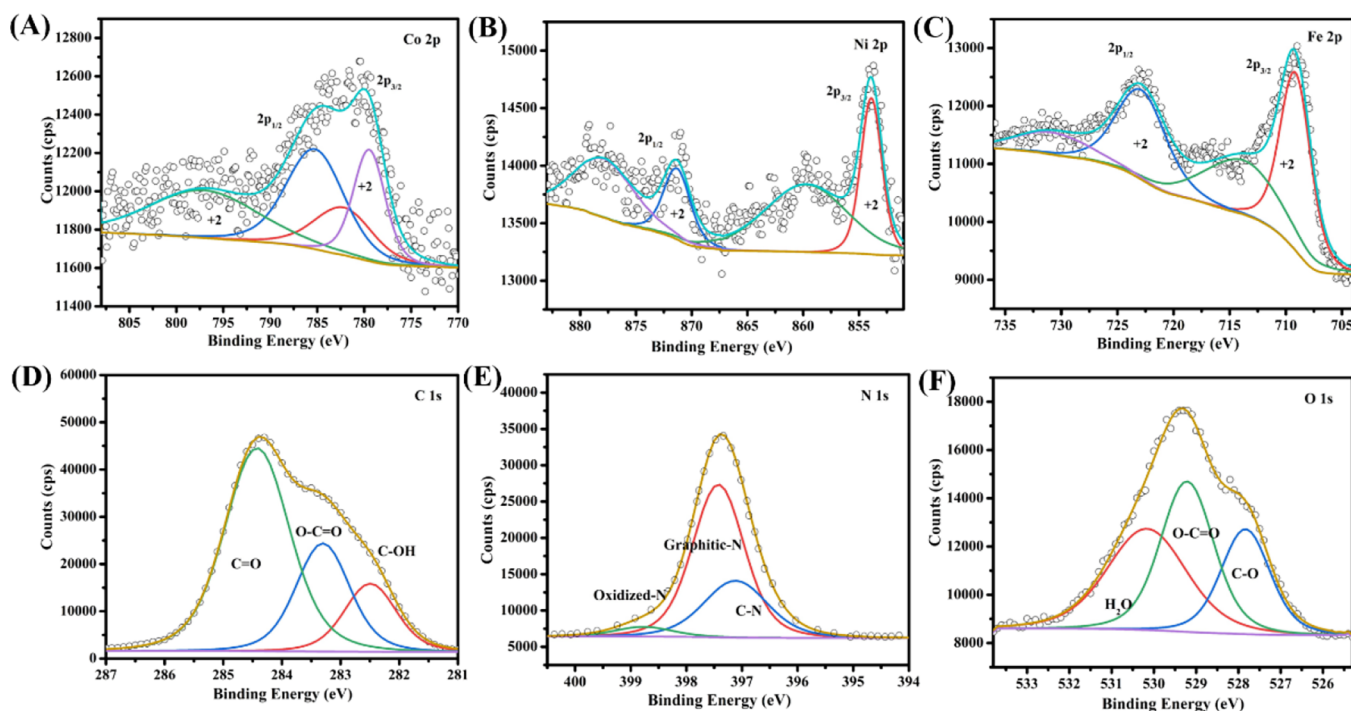 (A)
Co 2p
2p3/2
2p1/2
+2
+2
Counts (cps)
12800
12600
12400
12200
12000
11800
11600
11400
805 800 795 790 785 780 775 770
Binding Energy (eV)
(B)
Ni 2p
2p3/2
2p1/2
+2
+2
Counts (cps)
15000
14500
14000
13500
13000
880 875 870 865 860 855
Binding Energy (eV)
(C)
Fe 2p
2p1/2
2p3/2
+2
+2
Counts (cps)
13000
12000
11000
10000
9000
735 730 725 720 715 710 705
Binding Energy (eV)
(D)
C 1s
O-C=O
C-OH
C=O
Counts (cps)
60000
50000
40000
30000
20000
10000
0
287 286 285 284 283 282 281
Binding Energy (eV)
(E)
N 1s
Graphitic-N
Oxidized-N
C-N
Counts (cps)
40000
35000
30000
25000
20000
15000
10000
5000
400 399 398 397 396 395 394
Binding Energy (eV)
(F)
O 1s
O-C=O
C-O
H2O
Counts (cps)
18000
16000
14000
12000
10000
8000
533 532 531 530 529 528 527 526
Binding Energy (eV)